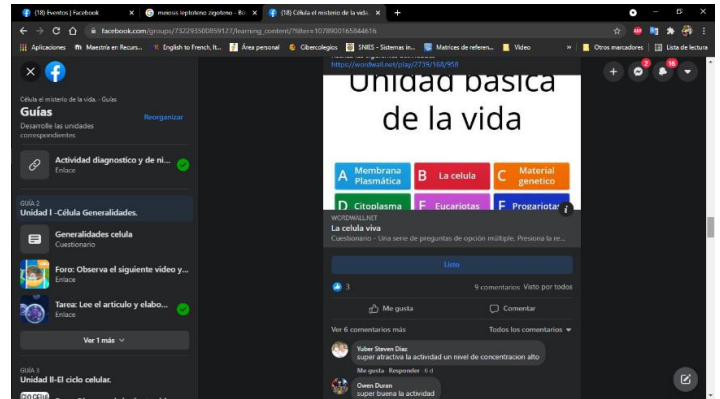 (18) Eventos | Facebook
meiosis leptoteno zigoteno - Bú
(18) Célula el misterio de la vida
facebook.com/groups/732293500859127/learning_content/?filter=1078900165844616
Aplicaciones
Maestría en Recurs...
English to French, It...
Área personal
Cibercolegios
SNIES - Sistemas in...
Matrices de referen...
Video
Otros marcadores
Lista de lectura
Célula el misterio de la vida. - Guías
Guías
Reorganizar
Desarrolle las unidades
correspondientes
Actividad diagnostico y de ni...
Enlace
GUÍA 2
Unidad I -Célula Generalidades.
Generalidades celula
Cuestionario
Foro: Observa el siguiente video y...
Enlace
Tarea: Lee el artículo y elabo...
Enlace
Ver 1 más
GUÍA 3
Unidad II-El ciclo celular.
https://wordwall.net/play/2739/168/958
Unidad básica
de la vida
A Membrana
Plasmática
B La celula
C Material
genetico
D Citoplasma
E Eucariotas
F Progariotas
WORDWALL.NET
La celula viva
Cuestionario - Una serie de preguntas de opción múltiple. Presiona la re...
Listo
3
9 comentarios Visto por todos
Me gusta
Comentar
Ver 6 comentarios más
Todos los comentarios
Yuber Steven Diaz
super atractiva la actividad un nivel de concentracion alto
Me gusta Responder 6 d
Owen Duran
super buena la actividad
2
16